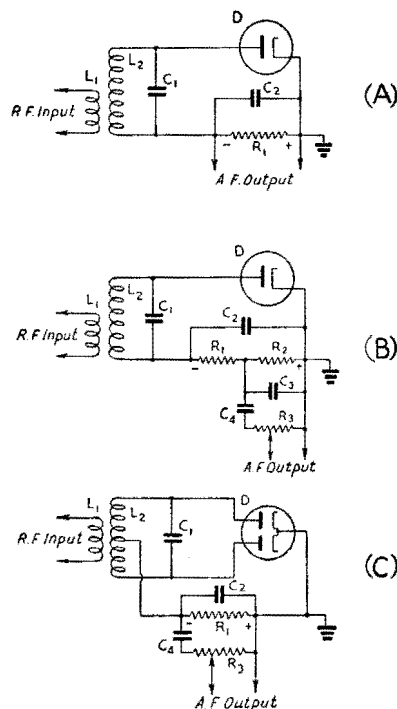 D
(A)
L1
L2
C1
R.F. Input
C2
- R1 +
A.F. Output
D
(B)
L1
L2
C1
R.F. Input
C2
- R1 R2 +
C3
C4
R3
A.F. Output
D
(C)
L1
L2
C1
R.F. Input
C2
- R1 +
C4
R3
A.F. Output